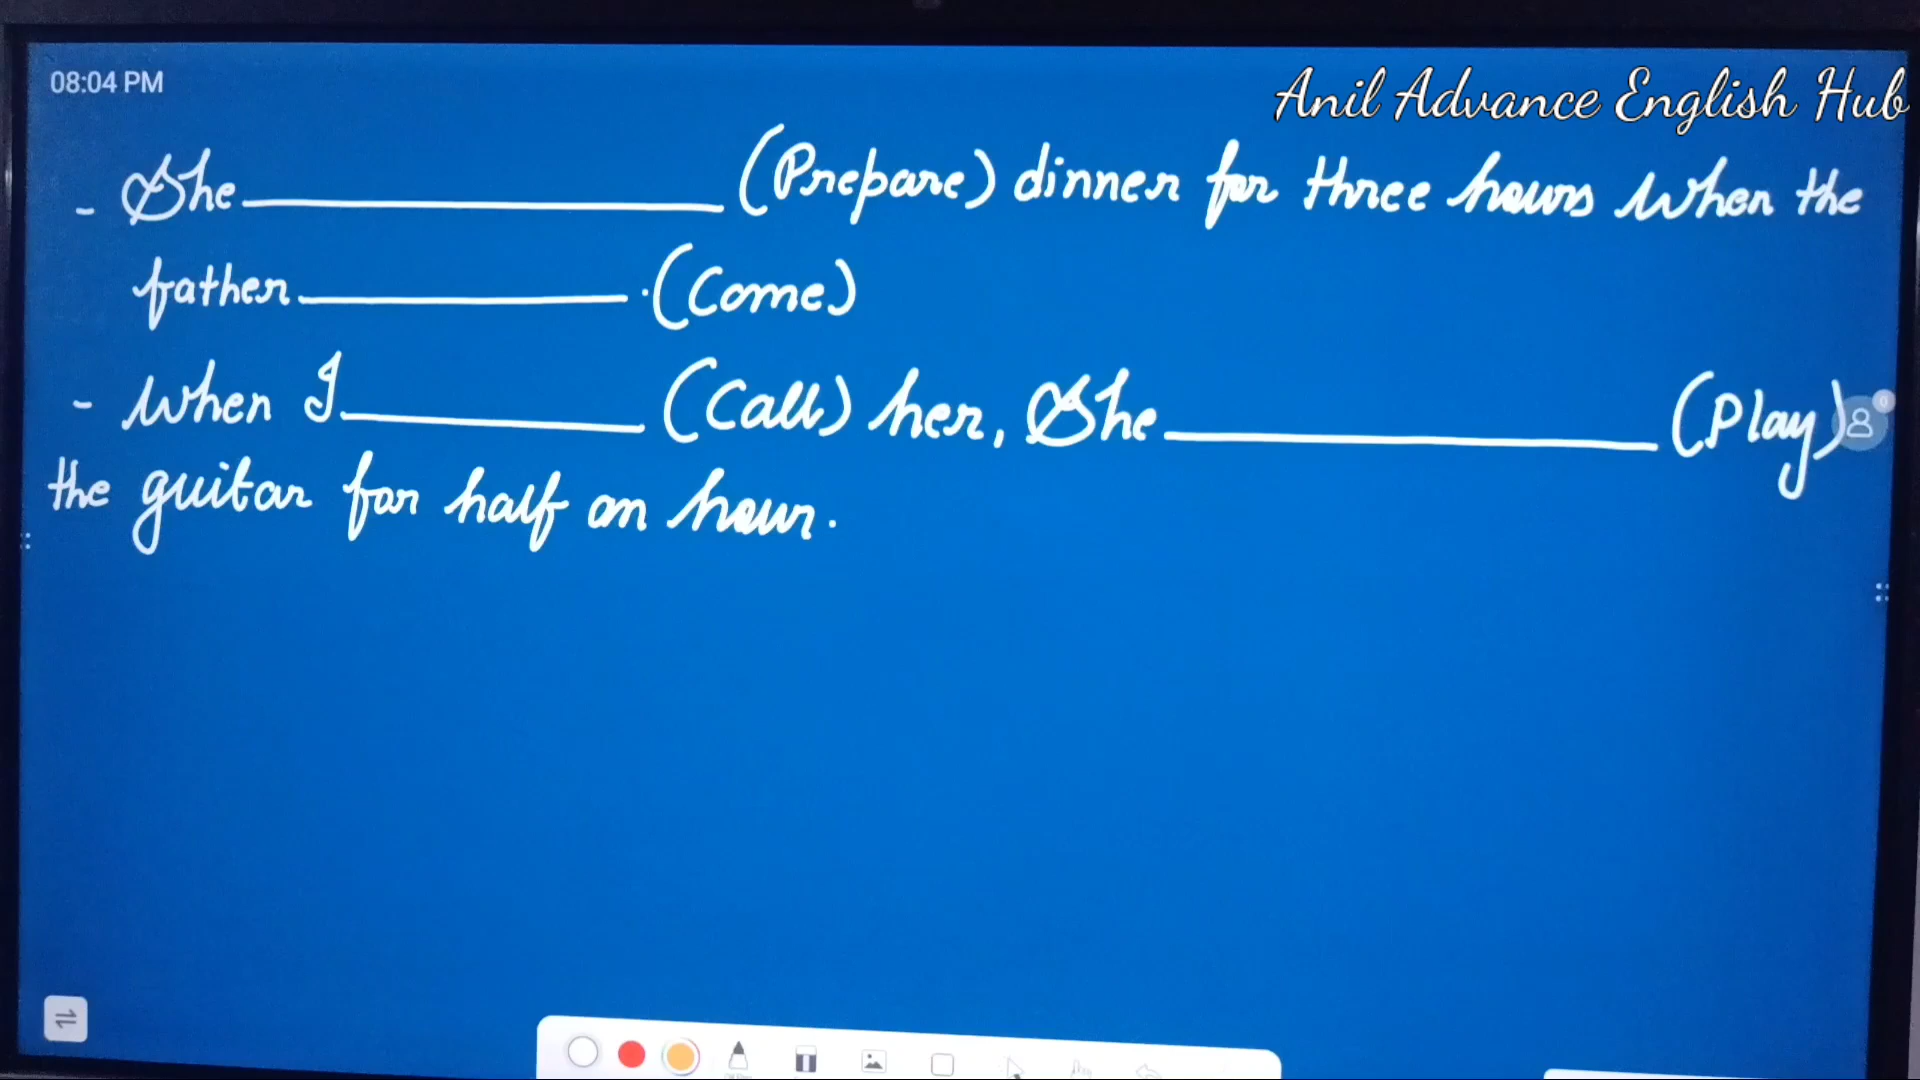 08:04 PM
Anil Advance English Hub
- She ____________ (Prepare) dinner for three hours when the
father ____________ . (Come)
- When I ____________ (Call) her, She ____________ (Play)
the guitar for half an hour.